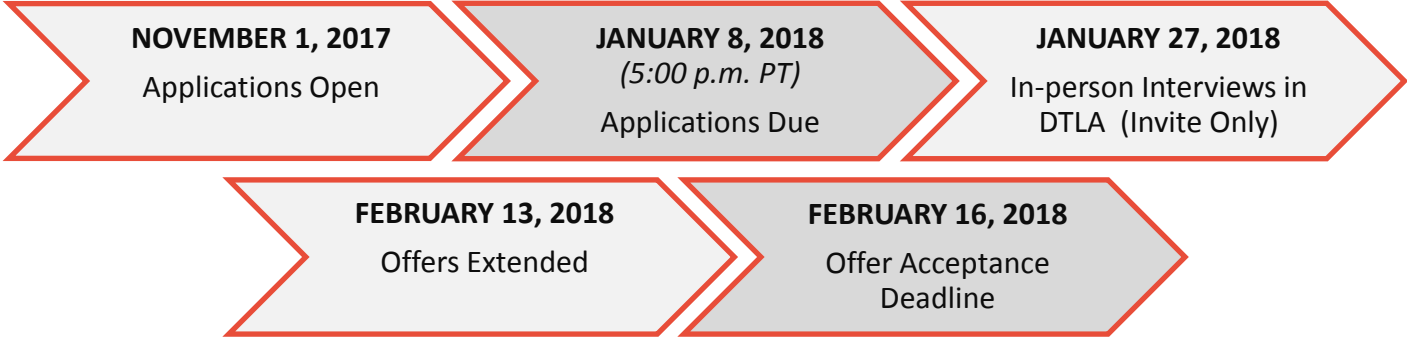 NOVEMBER 1, 2017
Applications Open
JANUARY 8, 2018
(5:00 p.m. PT)
Applications Due
JANUARY 27, 2018
In-person Interviews in
DTLA (Invite Only)
FEBRUARY 13, 2018
Offers Extended
FEBRUARY 16, 2018
Offer Acceptance
Deadline